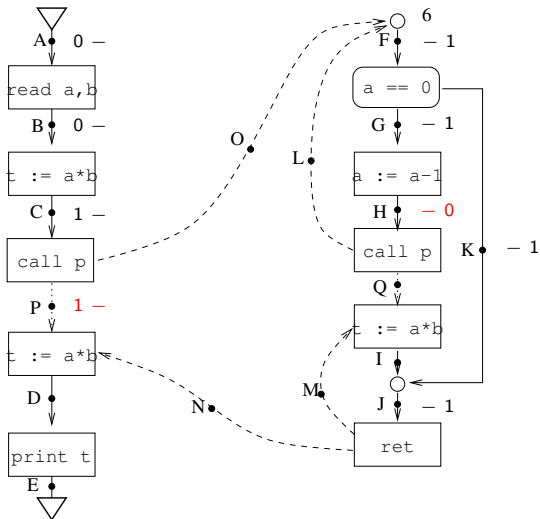 A 0 –
read a,b
B 0 –
t := a*b
C 1 –
call p
P 1 –
t := a*b
D
print t
E
O
L
N
M
6
F – 1
a == 0
G – 1
a := a-1
H – 0
call p
K – 1
Q
t := a*b
I
J – 1
ret